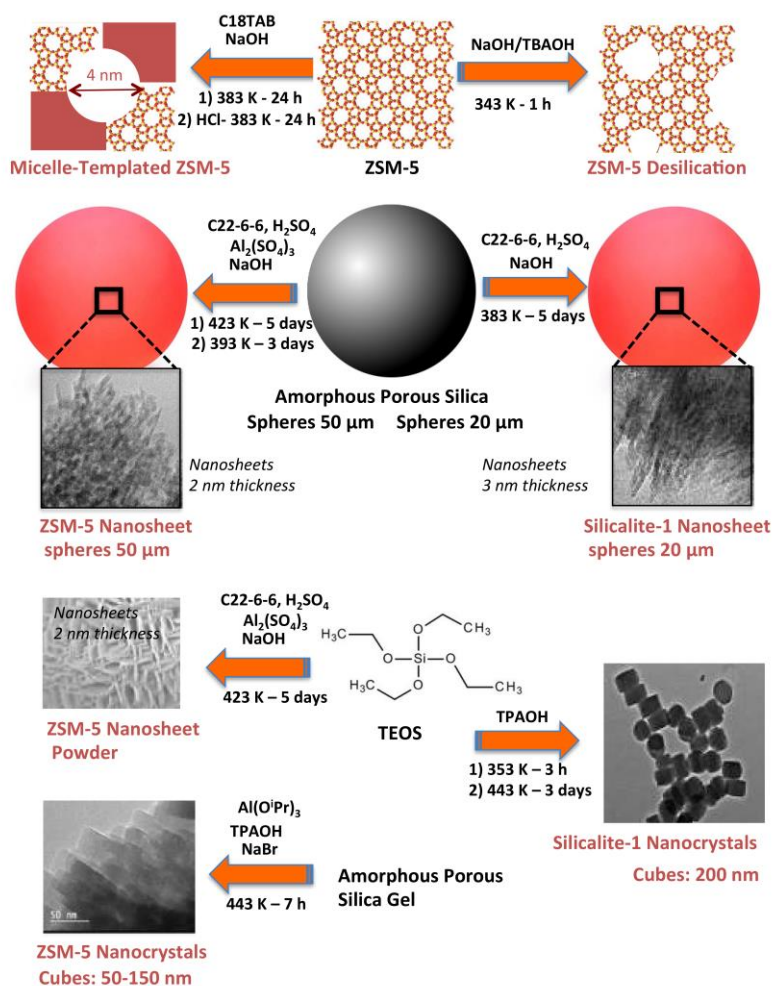 C18TAB
NaOH
1) 383 K - 24 h
2) HCl- 383 K - 24 h
4 nm
Micelle-Templated ZSM-5
ZSM-5
NaOH/TBAOH
343 K - 1 h
ZSM-5 Desilication
C22-6-6, H₂SO₄
Al₂(SO₄)₃
NaOH
1) 423 K – 5 days
2) 393 K – 3 days
C22-6-6, H₂SO₄
NaOH
383 K – 5 days
Amorphous Porous Silica
Spheres 50 µm Spheres 20 µm
Nanosheets
2 nm thickness
Nanosheets
3 nm thickness
ZSM-5 Nanosheet
spheres 50 µm
Silicalite-1 Nanosheet
spheres 20 µm
Nanosheets
2 nm thickness
C22-6-6, H₂SO₄
Al₂(SO₄)₃
NaOH
423 K – 5 days
ZSM-5 Nanosheet
Powder
H₃C
O
CH₃
O
Si
O
O
H₃C
CH₃
TEOS
TPAOH
1) 353 K – 3 h
2) 443 K – 3 days
Silicalite-1 Nanocrystals
Cubes: 200 nm
Al(OⁱPr)₃
TPAOH
NaBr
443 K – 7 h
Amorphous Porous
Silica Gel
50 nm
ZSM-5 Nanocrystals
Cubes: 50-150 nm